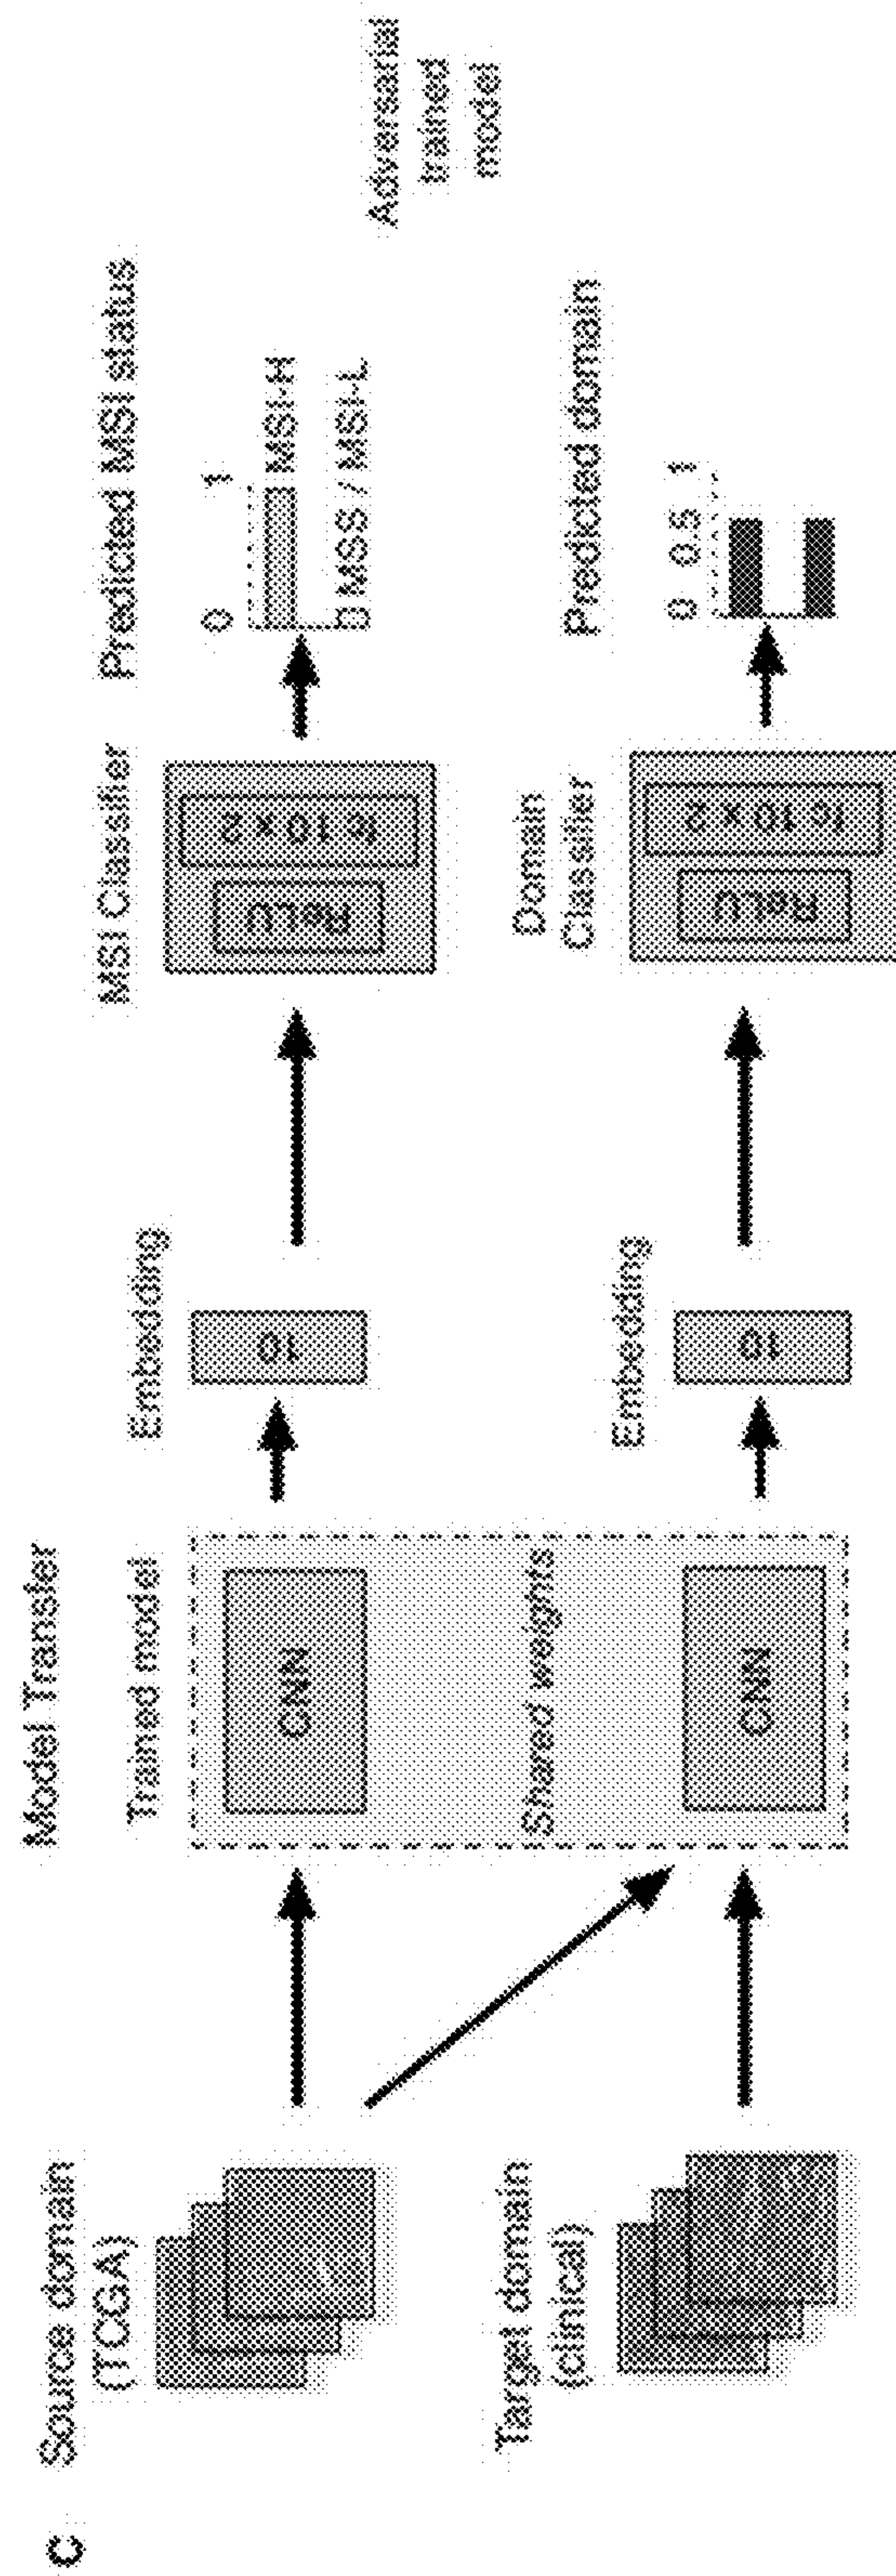 c
Source domain
(TCGA)
Target domain
(clinical)
Model Transfer
Trained model
CNN
Shared weights
CNN
Embedding
10
Embedding
10
MSI Classifier
ReLU
fc 10 x 2
Domain
Classifier
ReLU
fc 10 x 2
Predicted MSI status
0 1
MSI-H
MSS / MSI-L
Predicted domain
0 0.5 1
Adversarial
trained
model